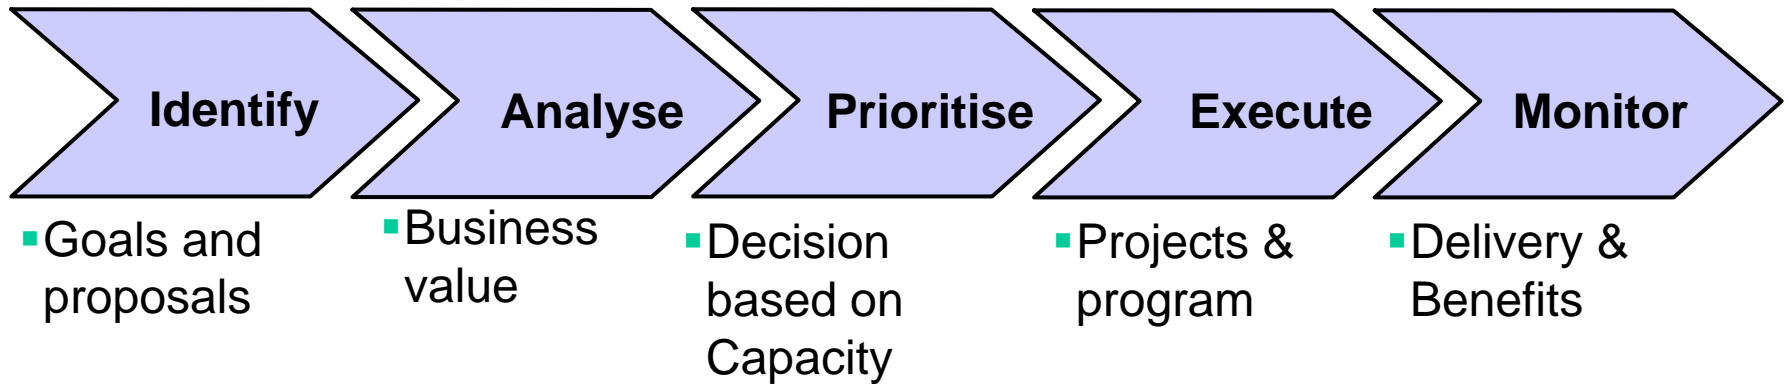 Identify
Analyse
Prioritise
Execute
Monitor
▪Goals and
proposals
▪Business
value
▪Decision
based on
Capacity
▪Projects &
program
▪Delivery &
Benefits